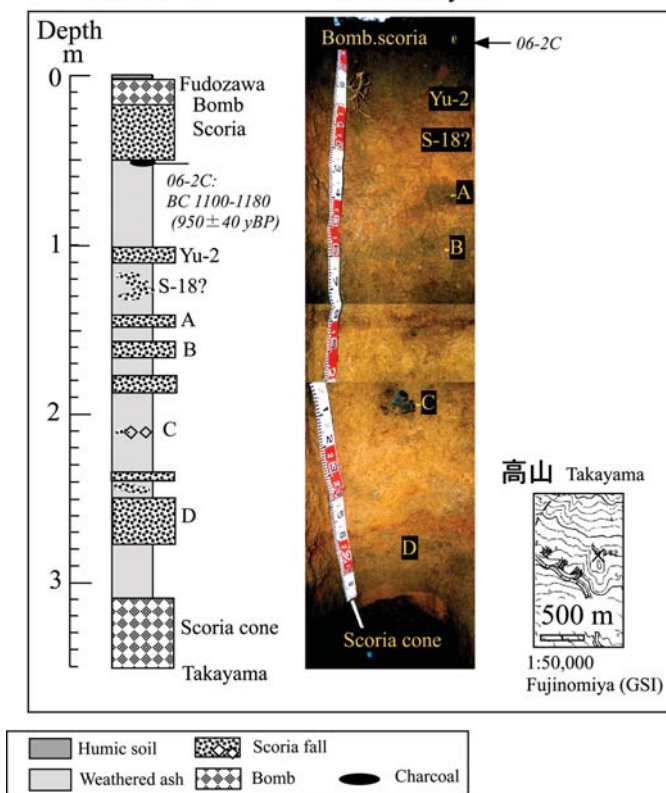 Depth
m
0
1
2
3
Fudozawa
Bomb
Scoria
06-2C:
BC 1100-1180
(950±40 yBP)
Yu-2
S-18?
A
B
C
D
Scoria cone
Takayama
Bomb.scoria
06-2C
Yu-2
S-18?
A
B
C
D
Scoria cone
高山 Takayama
500 m
1:50,000
Fujinomiya (GSI)
Humic soil
Scoria fall
Weathered ash
Bomb
Charcoal